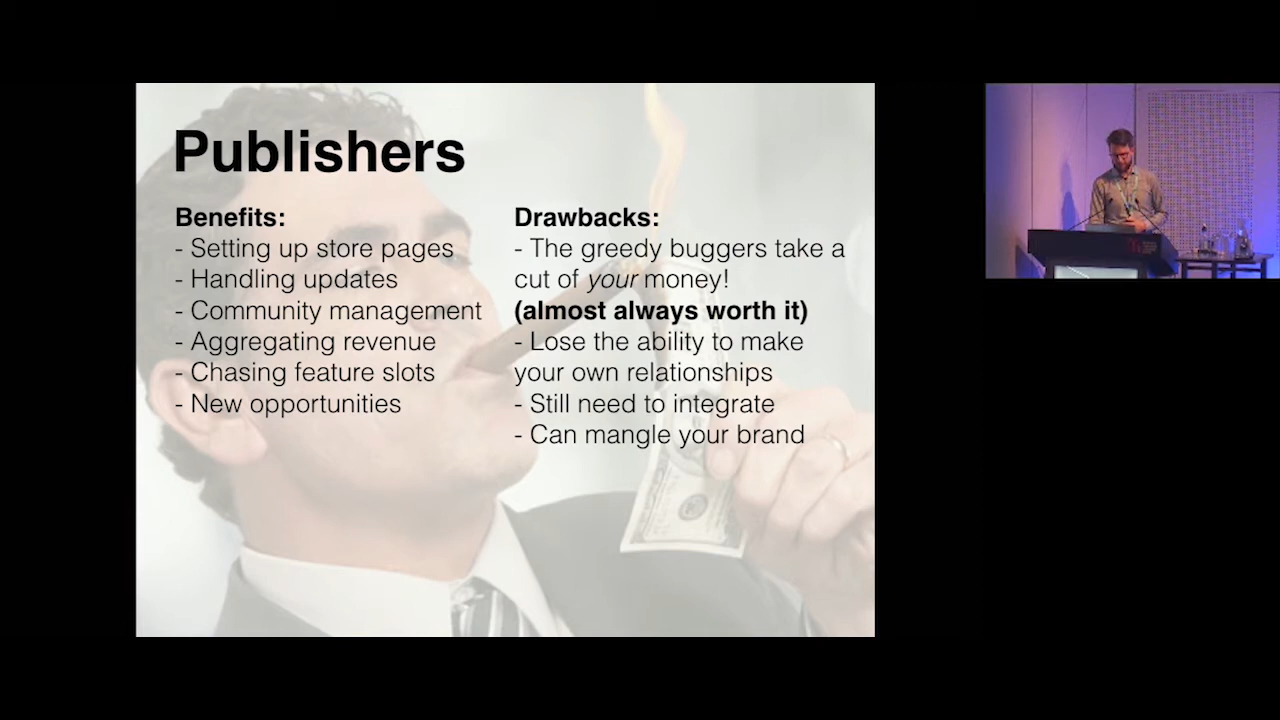 Publishers
Benefits:
- Setting up store pages
- Handling updates
- Community management
- Aggregating revenue
- Chasing feature slots
- New opportunities
Drawbacks:
- The greedy buggers take a
cut of your money!
(almost always worth it)
- Lose the ability to make
your own relationships
- Still need to integrate
- Can mangle your brand